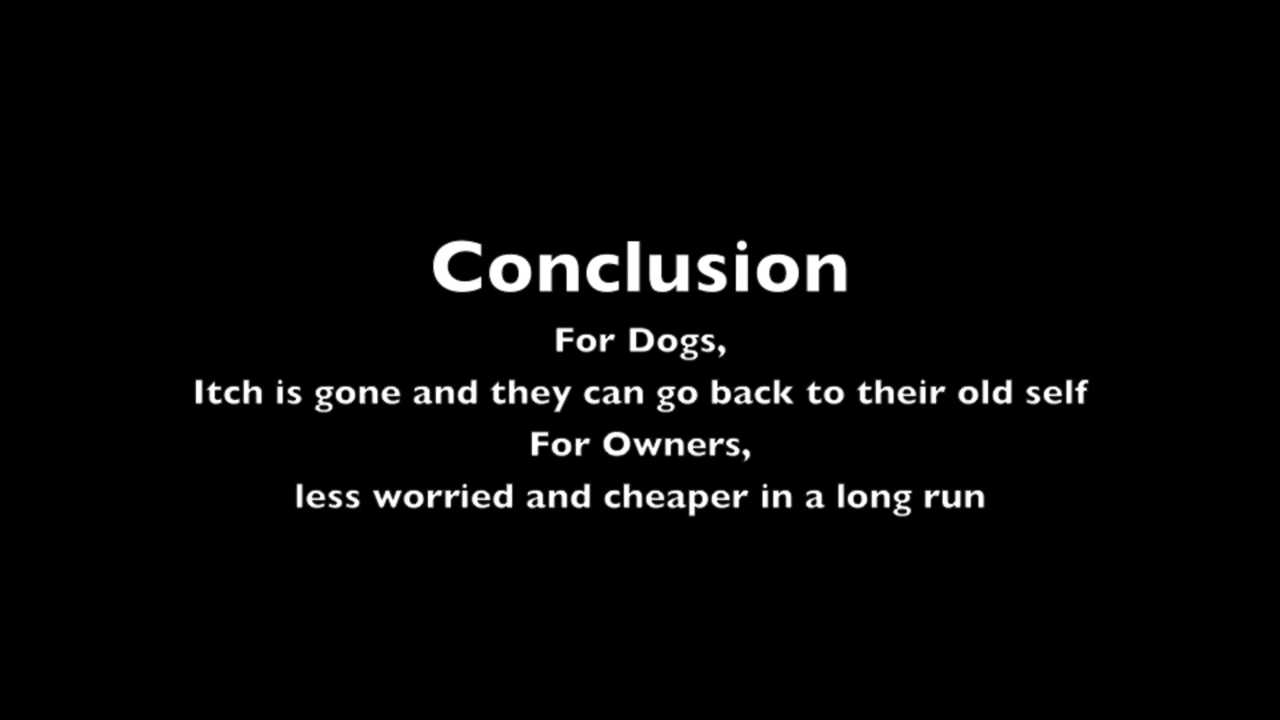 Conclusion
For Dogs,
Itch is gone and they can go back to their old self
For Owners,
less worried and cheaper in a long run